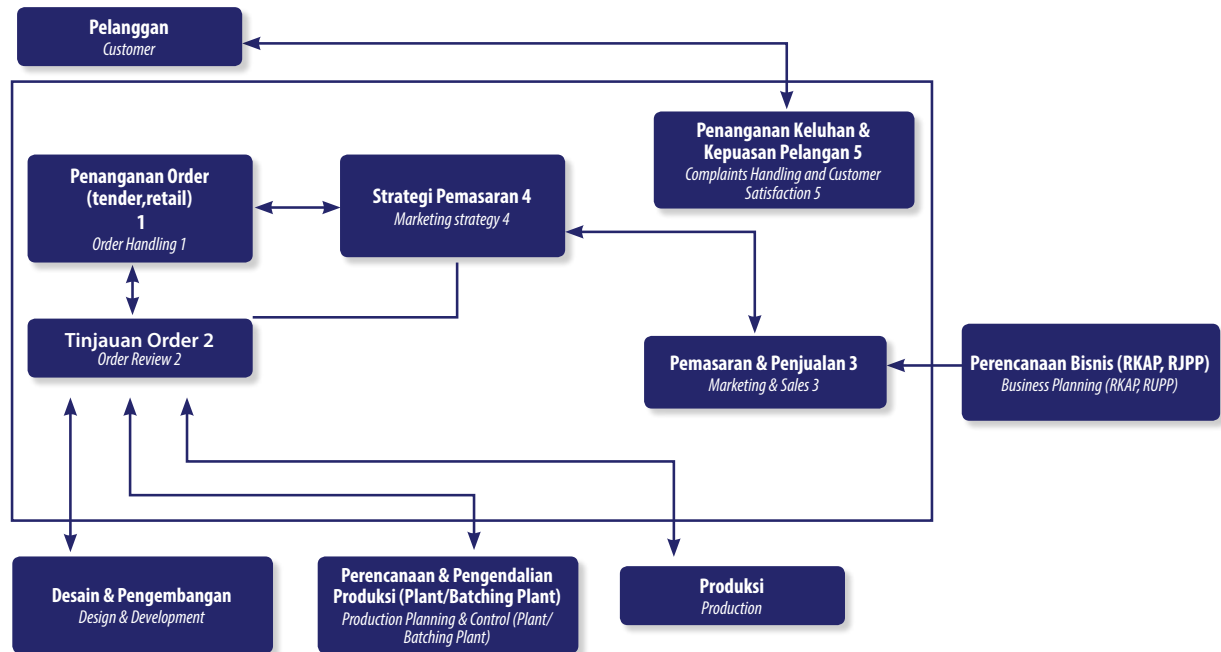 Pelanggan
Customer
Penanganan Keluhan &
Kepuasan Pelangan 5
Complaints Handling and Customer
Satisfaction 5
Penanganan Order
(tender,retail)
1
Order Handling 1
Strategi Pemasaran 4
Marketing strategy 4
Tinjauan Order 2
Order Review 2
Pemasaran & Penjualan 3
Marketing & Sales 3
Perencanaan Bisnis (RKAP, RJPP)
Business Planning (RKAP, RUPP)
Desain & Pengembangan
Design & Development
Perencanaan & Pengendalian
Produksi (Plant/Batching Plant)
Production Planning & Control (Plant/
Batching Plant)
Produksi
Production